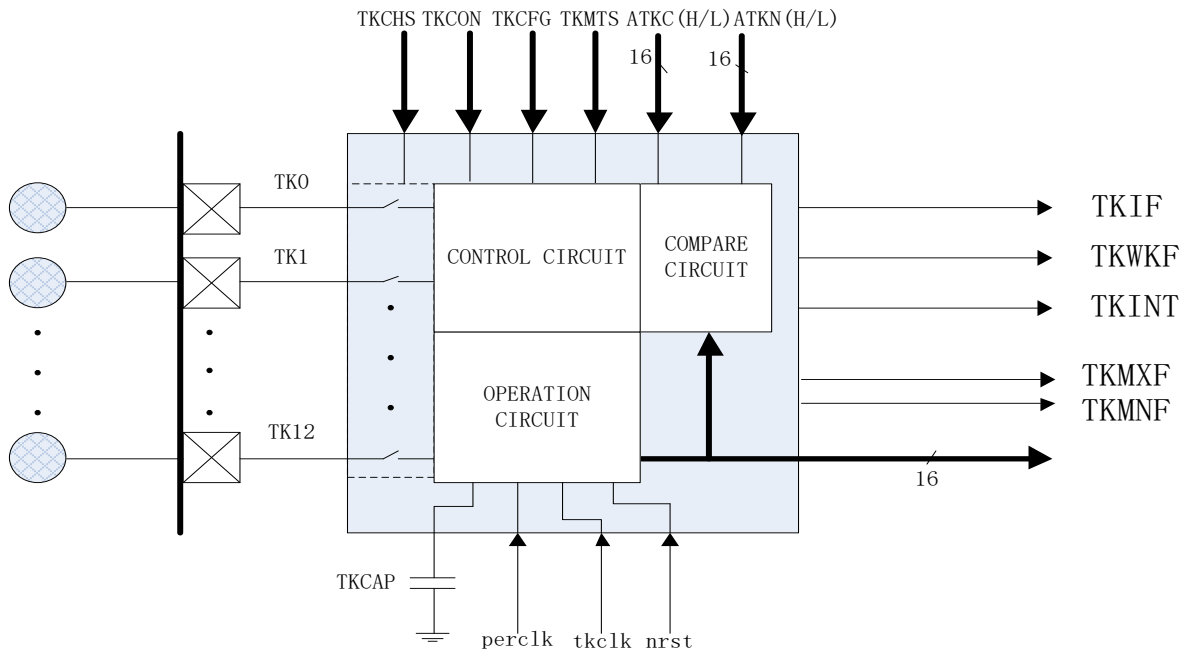 TKCHS TKCON TKCFG TKMTS ATKC(H/L) ATKN(H/L)
16 16
TK0
TK1
TK12
CONTROL CIRCUIT
COMPARE
CIRCUIT
OPERATION
CIRCUIT
TKIF
TKWKF
TKINT
TKMXF
TKMNF
16
TKCAP
perclk tkclk nrst